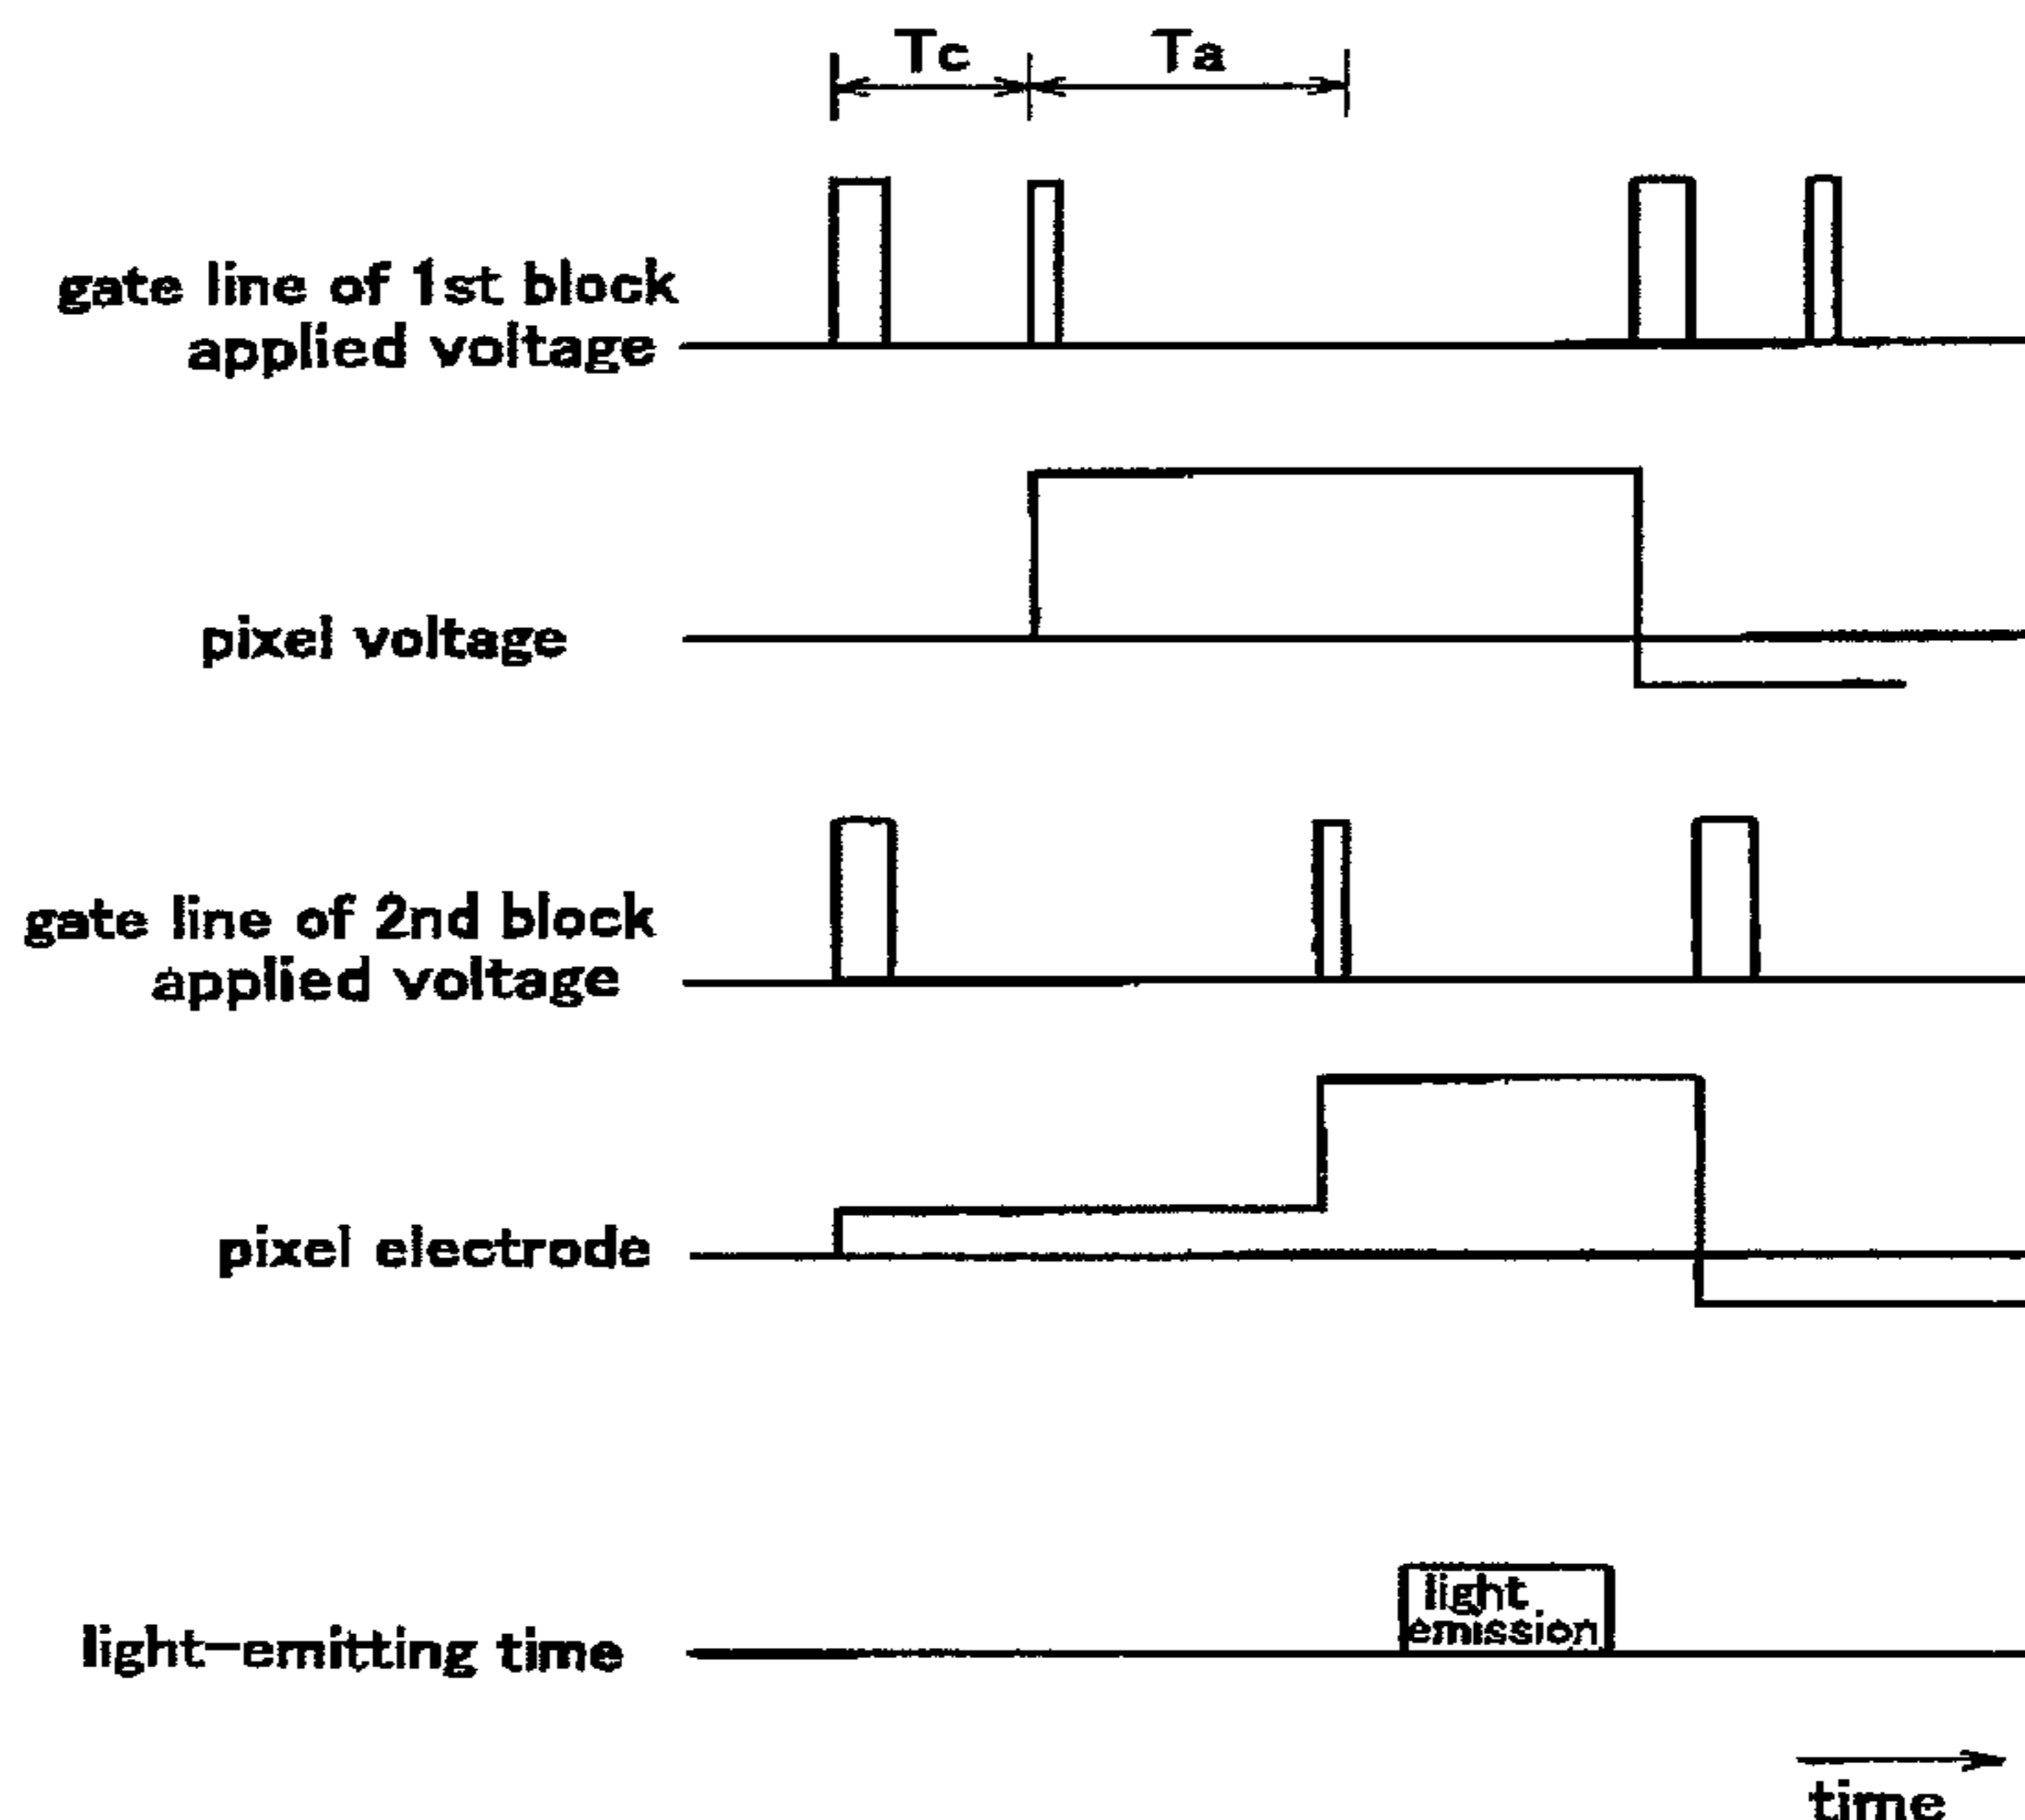 Tc Ta
gate line of 1st block
applied voltage
pixel voltage
gate line of 2nd block
applied voltage
pixel electrode
light
emission
light-emitting time
time